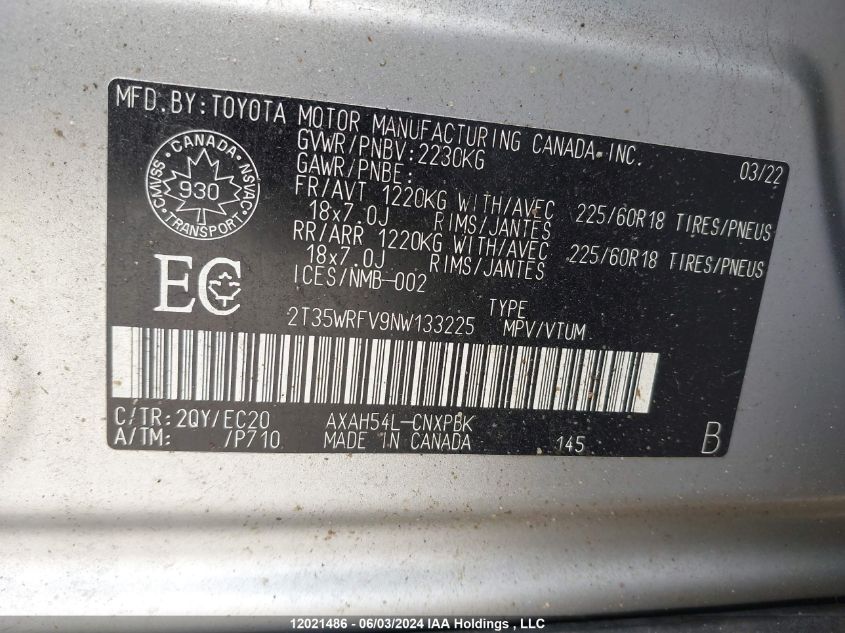 MFD.BY:TOYOTA MOTOR MANUFACTURING CANADA INC.
03/22
CANADA
CMVSS NSVAC
930
TRANSPORT
GVWR/PNBV:2230KG
GAWR/PNBE:
FR/AVT 1220KG WITH/AVEC 225/60R18 TIRES/PNEUS
18x7.0J RIMS/JANTES
RR/ARR 1220KG WITH/AVEC 225/60R18 TIRES/PNEUS
18x7.0J RIMS/JANTES
ICES/NMB-002
EC
2T35WRFV9NW133225 TYPE
MPV/VTUM
C/TR:2QY/EC20 AXAH54L-CNXPBK
A/TM: /P710 MADE IN CANADA 145 B
12021486 - 06/03/2024 IAA Holdings , LLC